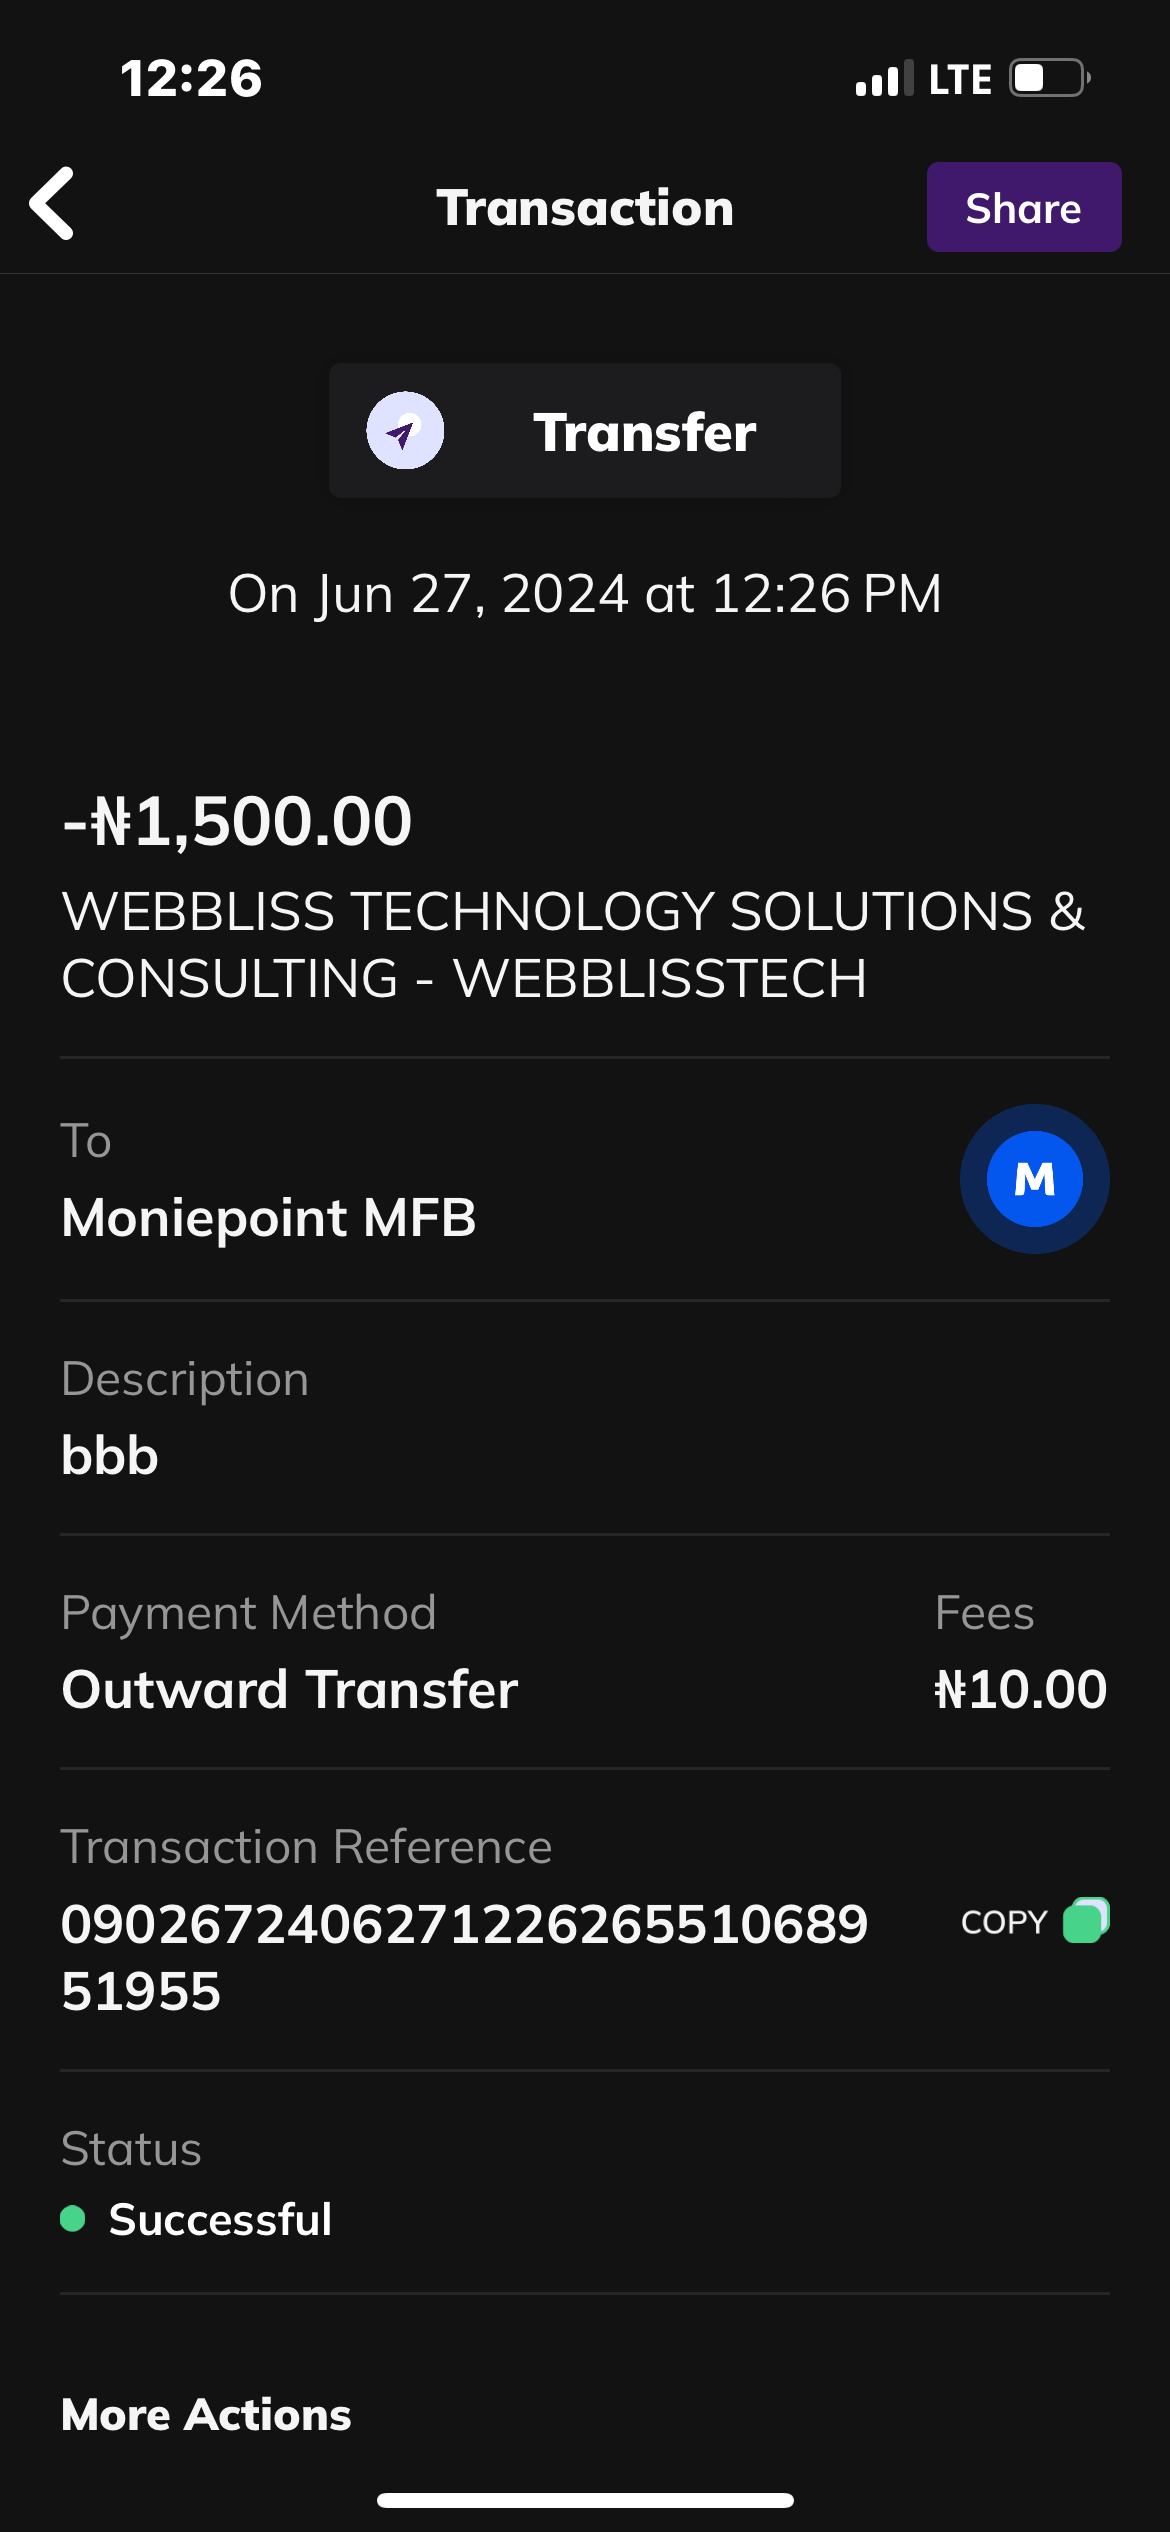 12:26
LTE
Transaction
Share
Transfer
On Jun 27, 2024 at 12:26 PM
-₦1,500.00
WEBBLISS TECHNOLOGY SOLUTIONS &
CONSULTING - WEBBLISSTECH
To
Moniepoint MFB
M
Description
bbb
Payment Method
Fees
Outward Transfer
₦10.00
Transaction Reference
0902672406271226265510689
COPY
51955
Status
Successful
More Actions